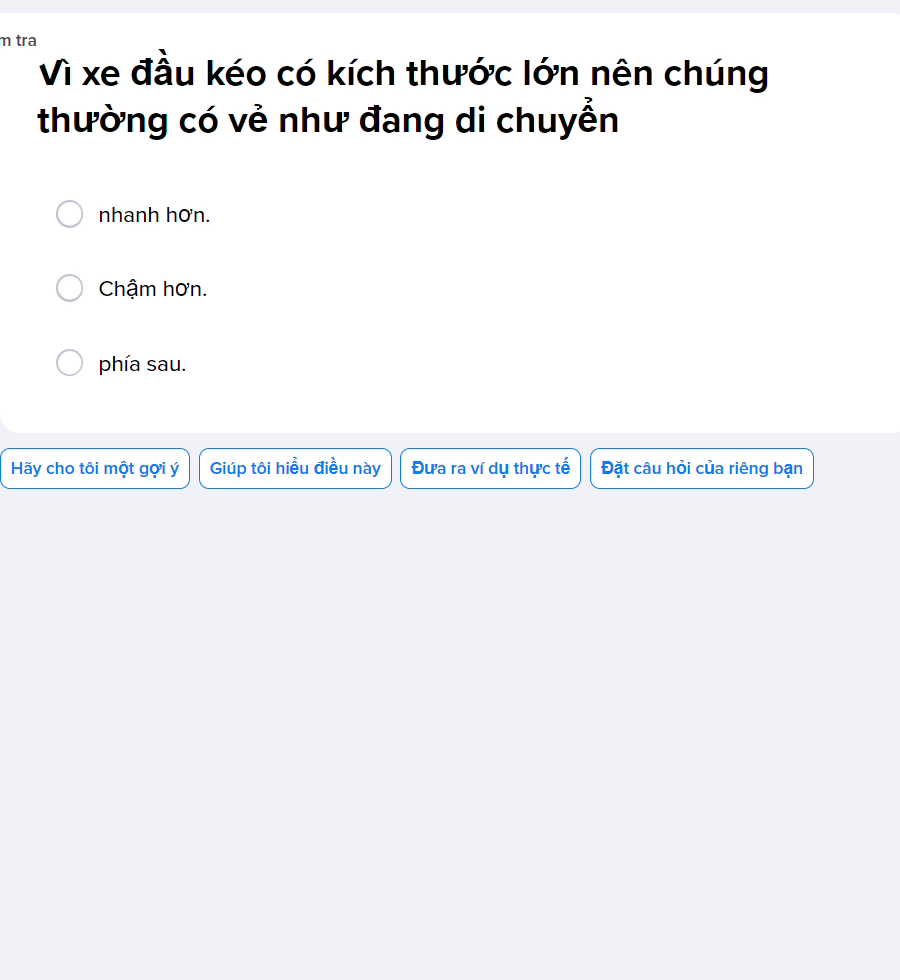 m tra
Vì xe đầu kéo có kích thước lớn nên chúng
thường có vẻ như đang di chuyển
nhanh hơn.
Chậm hơn.
phía sau.
Hãy cho tôi một gợi ý
Giúp tôi hiểu điều này
Đưa ra ví dụ thực tế
Đặt câu hỏi của riêng bạn